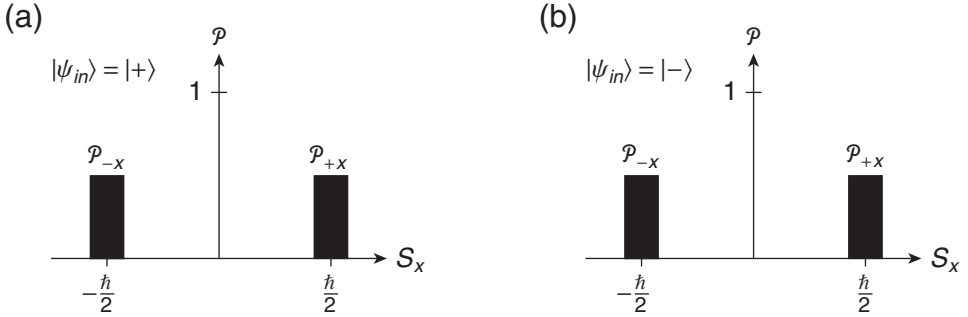 (a)
𝒫
|ψ_in⟩ = |+⟩
1
𝒫_−x
𝒫_+x
S_x
−ℏ/2
ℏ/2
(b)
𝒫
|ψ_in⟩ = |−⟩
1
𝒫_−x
𝒫_+x
S_x
−ℏ/2
ℏ/2